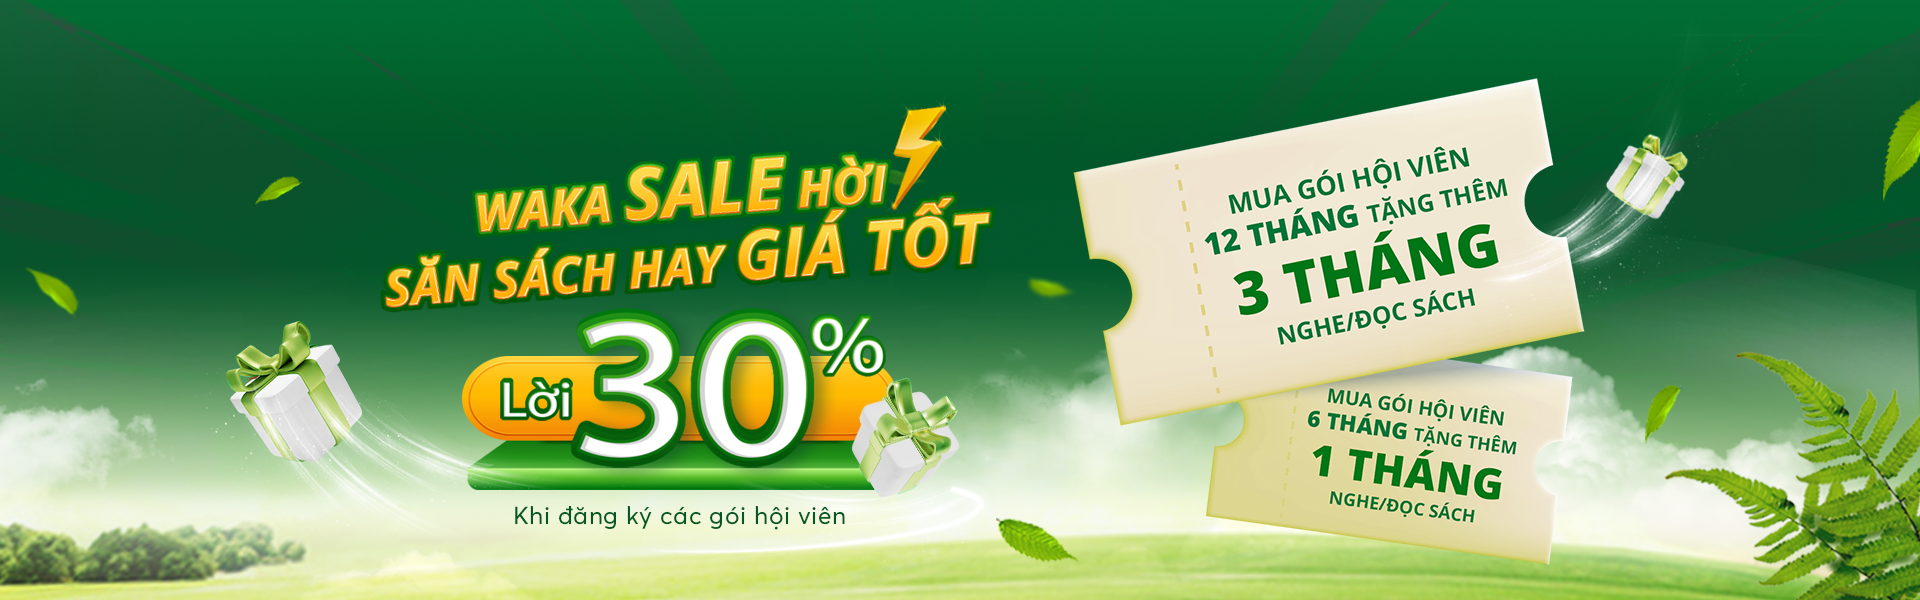 WAKA SALE HỜI
SĂN SÁCH HAY GIÁ TỐT
Lời 30%
Khi đăng ký các gói hội viên
MUA GÓI HỘI VIÊN
12 THÁNG TẶNG THÊM
3 THÁNG
NGHE/ĐỌC SÁCH
MUA GÓI HỘI VIÊN
6 THÁNG TẶNG THÊM
1 THÁNG
NGHE/ĐỌC SÁCH